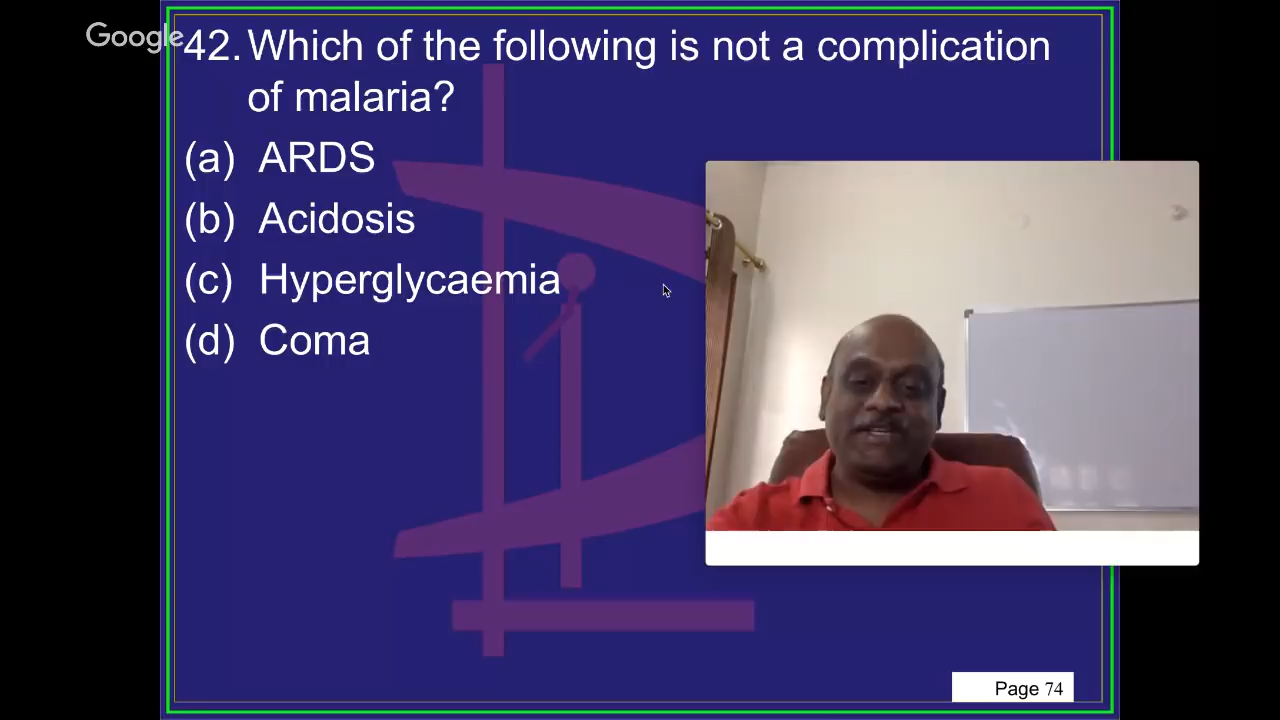 Google
42. Which of the following is not a complication
of malaria?
(a) ARDS
(b) Acidosis
(c) Hyperglycaemia
(d) Coma
Page 74